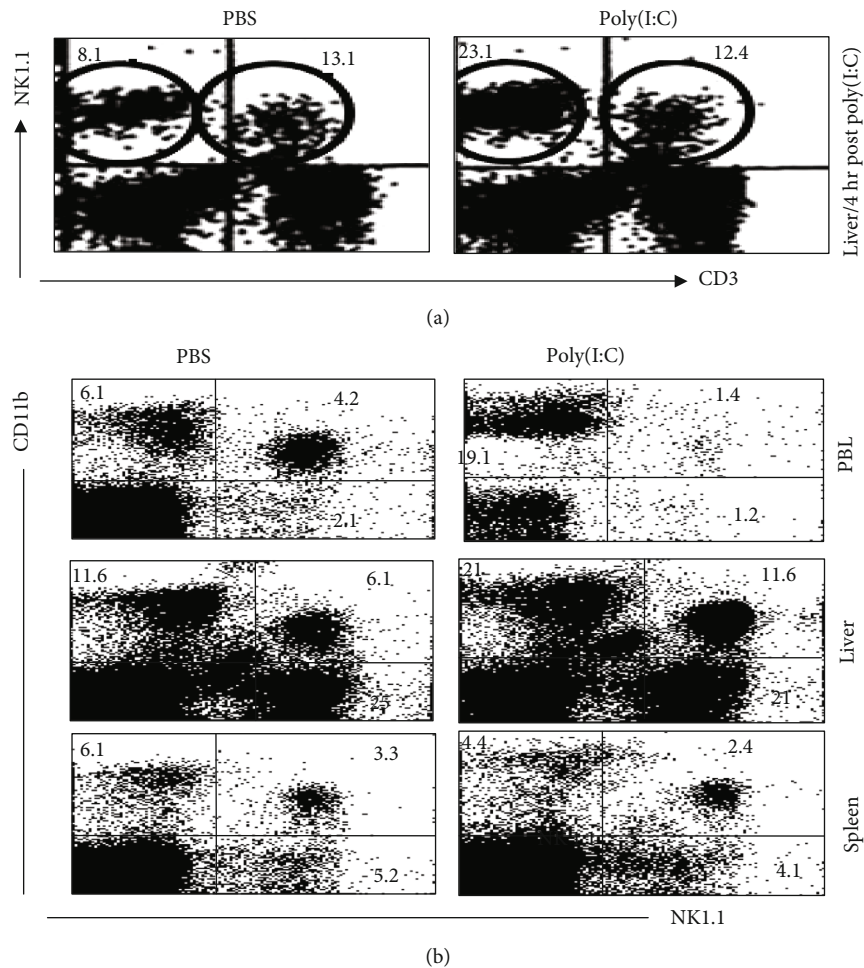 PBS
Poly(I:C)
NK1.1
8.1
13.1
23.1
12.4
Liver/4 hr post poly(I:C)
CD3
(a)
PBS
Poly(I:C)
CD11b
6.1
4.2
2.1
1.4
19.1
1.2
PBL
11.6
6.1
25
21
11.6
21
Liver
6.1
3.3
5.2
4.4
2.4
4.1
Spleen
NK1.1
(b)